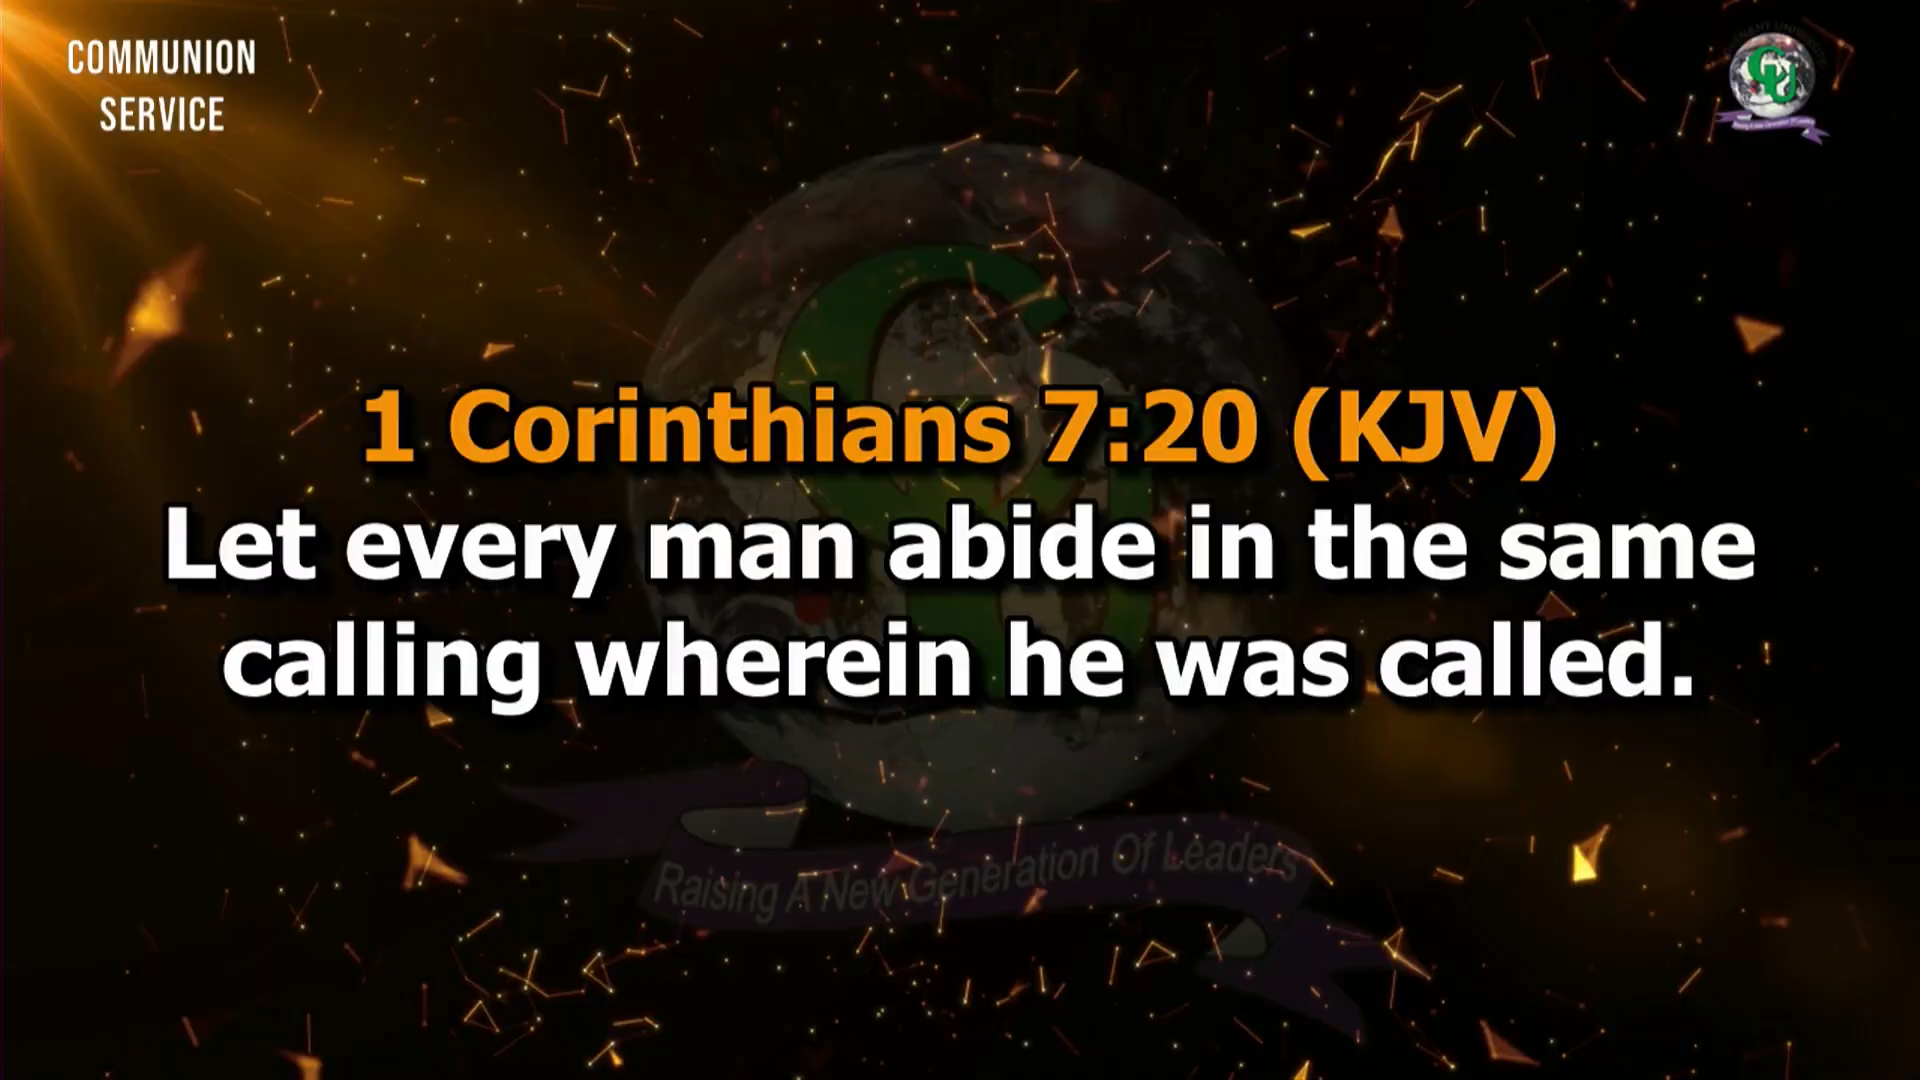 COMMUNION
SERVICE
1 Corinthians 7:20 (KJV)
Let every man abide in the same
calling wherein he was called.
Raising A New Generation Of Leaders